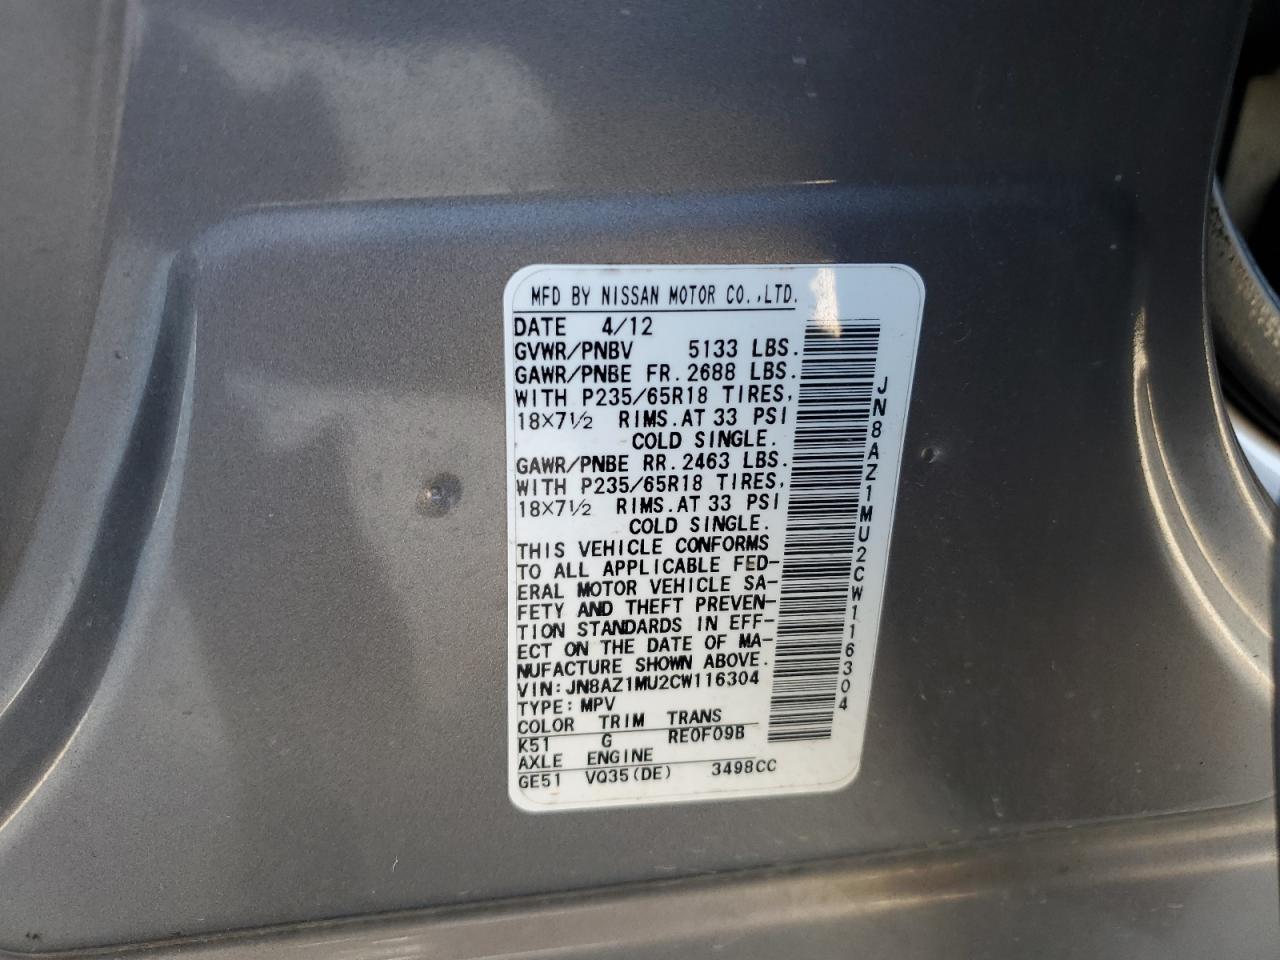 MFD BY NISSAN MOTOR CO.,LTD.
DATE 4/12
GVWR/PNBV 5133 LBS.
GAWR/PNBE FR.2688 LBS.
WITH P235/65R18 TIRES,
18×7½ RIMS.AT 33 PSI
COLD SINGLE.
GAWR/PNBE RR.2463 LBS.
WITH P235/65R18 TIRES,
18×7½ RIMS.AT 33 PSI
COLD SINGLE.
THIS VEHICLE CONFORMS
TO ALL APPLICABLE FED-
ERAL MOTOR VEHICLE SA-
FETY AND THEFT PREVEN-
TION STANDARDS IN EFF-
ECT ON THE DATE OF MA-
NUFACTURE SHOWN ABOVE.
VIN:JN8AZ1MU2CW116304
TYPE:MPV
COLOR TRIM TRANS
K51 G RE0F09B
AXLE ENGINE
GE51 VQ35(DE) 3498CC
JN8AZ1MU2CW116304